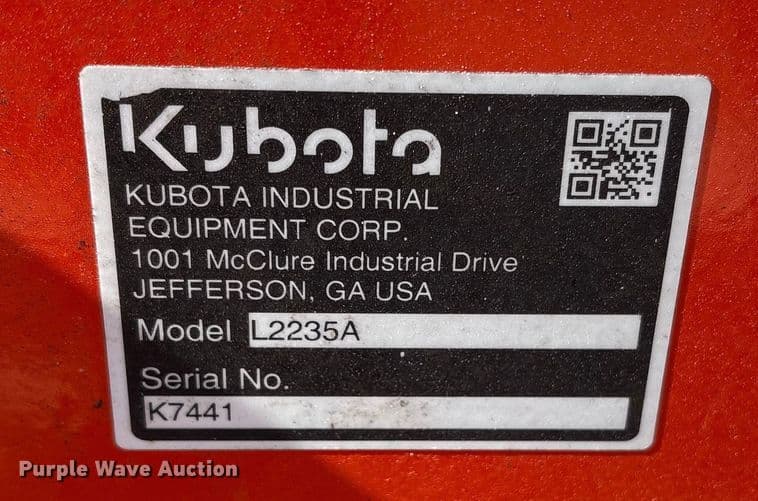 Kubota
KUBOTA INDUSTRIAL
EQUIPMENT CORP.
1001 McClure Industrial Drive
JEFFERSON, GA USA
Model L2235A
Serial No.
K7441
Purple Wave Auction